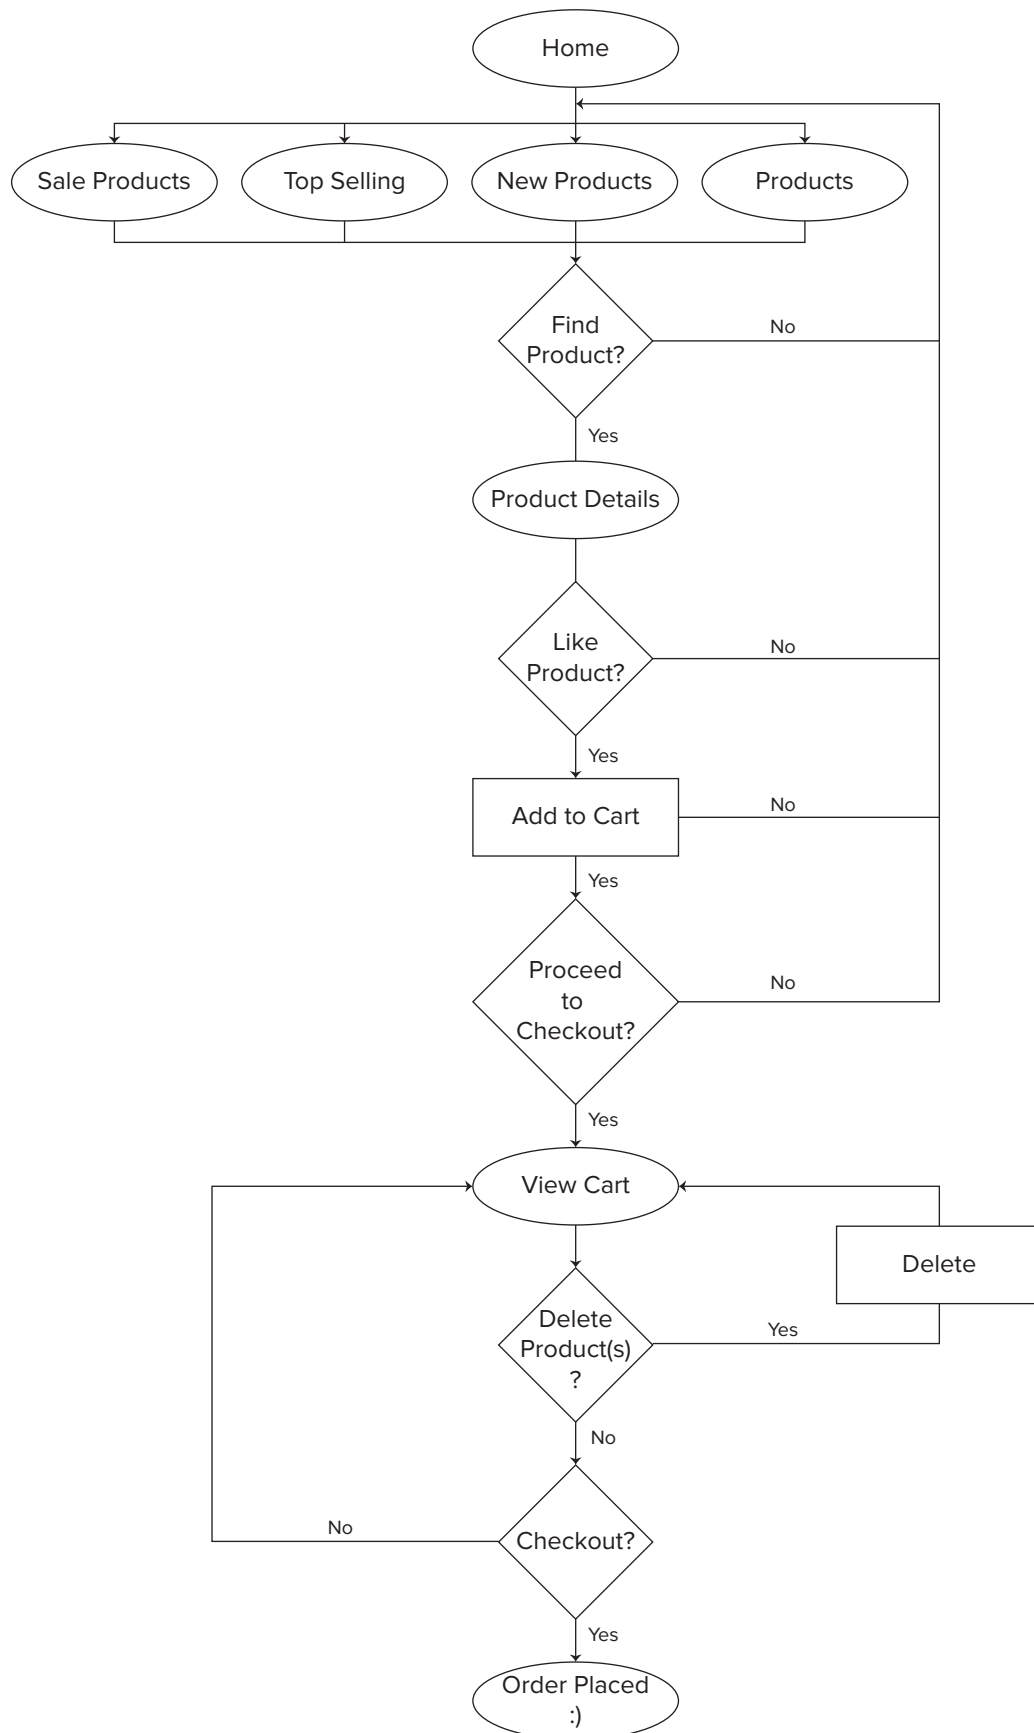 Home
Sale Products
Top Selling
New Products
Products
Find
Product?
No
Yes
Product Details
Like
Product?
No
Yes
Add to Cart
No
Yes
Proceed
to
Checkout?
No
Yes
View Cart
Delete
Delete
Product(s)
?
Yes
No
Checkout?
No
Yes
Order Placed
:)